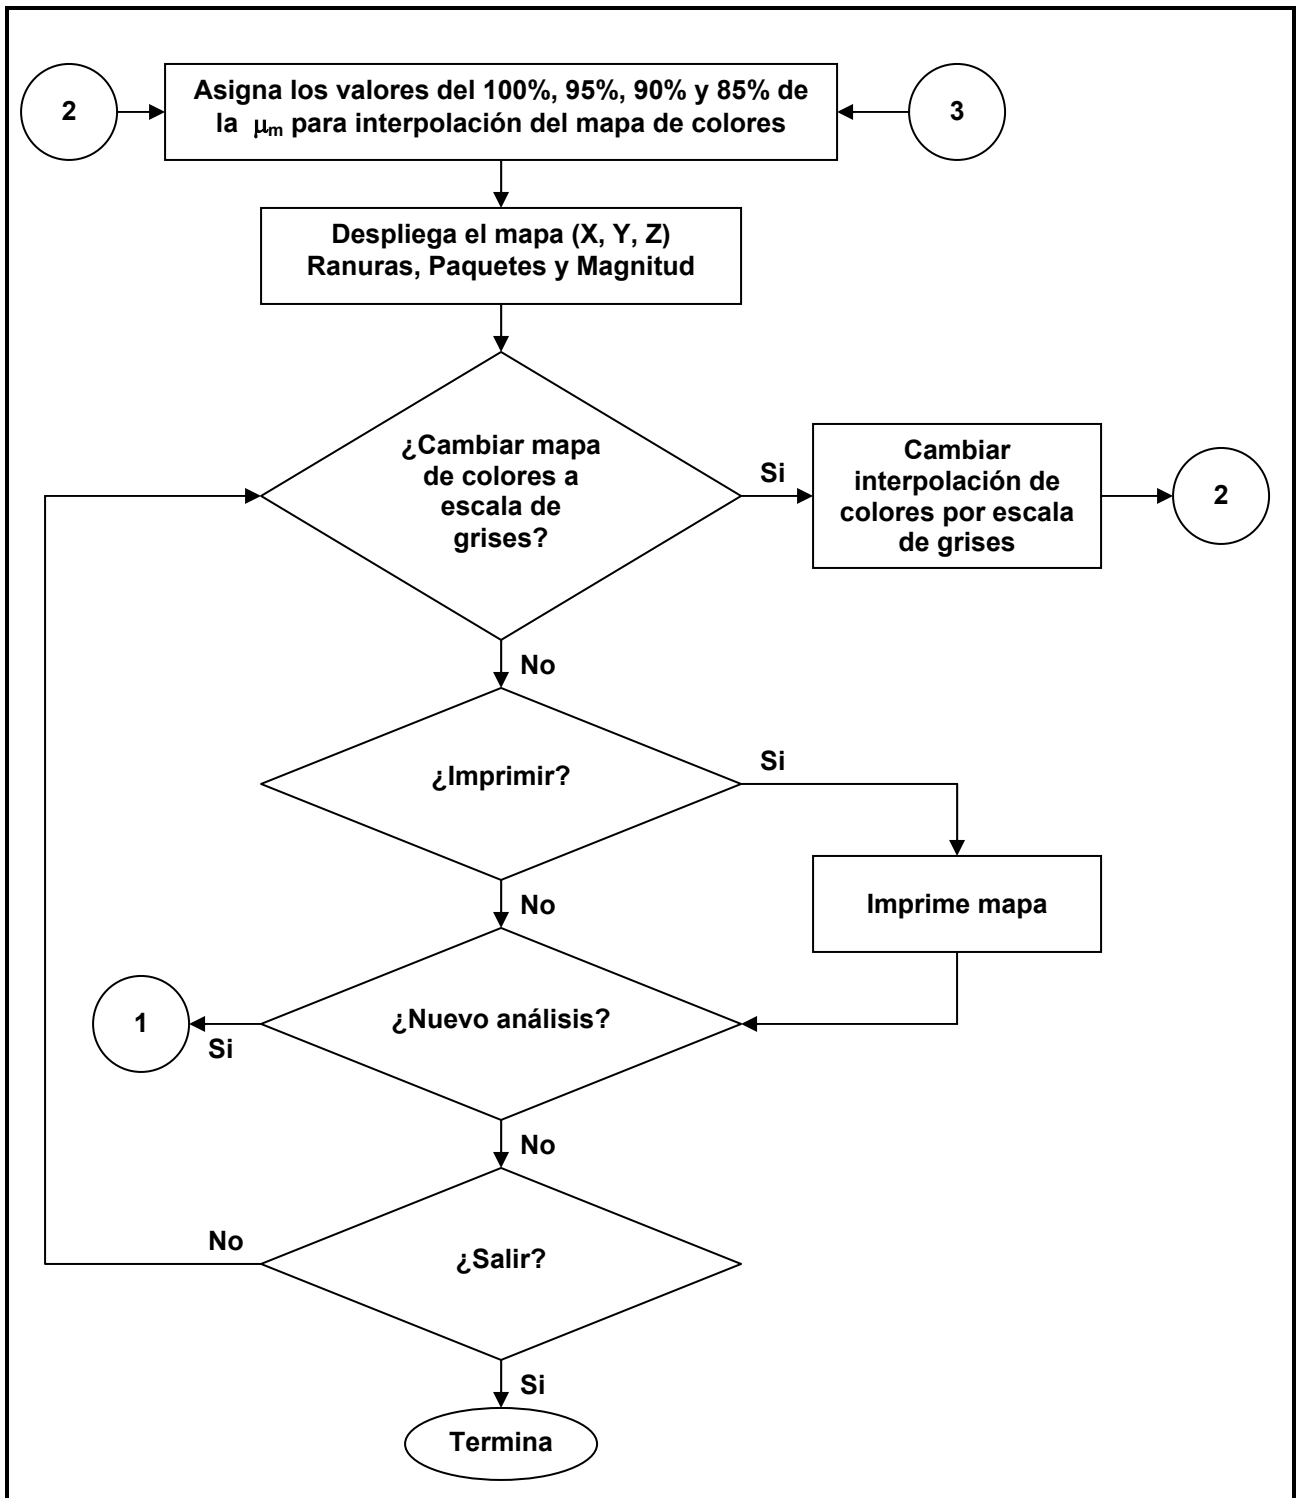 2
Asigna los valores del 100%, 95%, 90% y 85% de
la μm para interpolación del mapa de colores
3
Despliega el mapa (X, Y, Z)
Ranuras, Paquetes y Magnitud
¿Cambiar mapa
de colores a
escala de
grises?
Si
Cambiar
interpolación de
colores por escala
de grises
2
No
¿Imprimir?
Si
Imprime mapa
No
1
Si
¿Nuevo análisis?
No
No
¿Salir?
Si
Termina